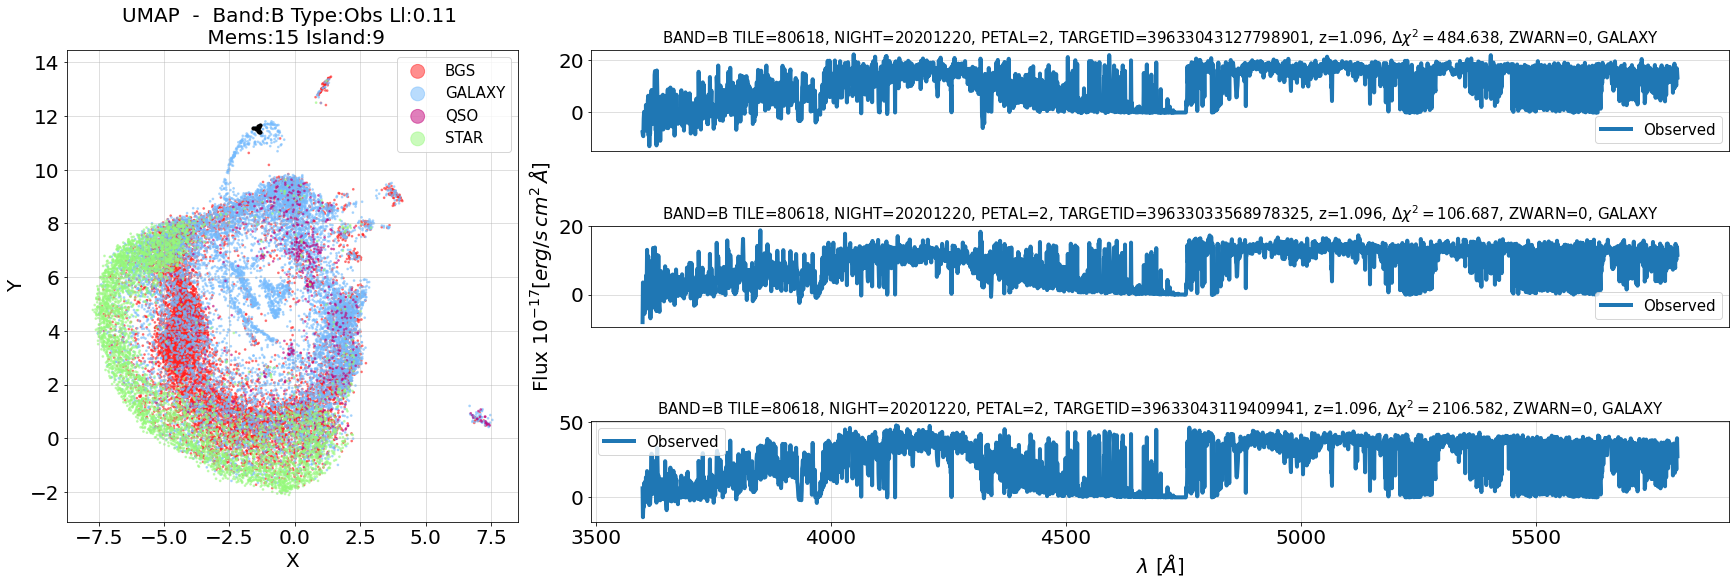 UMAP  -  Band:B Type:Obs Ll:0.11
Mems:15 Island:9
14
12
10
8
6
4
2
0
−2
Y
−7.5
−5.0
−2.5
0.0
2.5
5.0
7.5
X
BGS
GALAXY
QSO
STAR
Flux 10⁻¹⁷[erg/s cm² Å]
BAND=B TILE=80618, NIGHT=20201220, PETAL=2, TARGETID=39633043127798901, z=1.096, Δχ² = 484.638, ZWARN=0, GALAXY
20
0
Observed
BAND=B TILE=80618, NIGHT=20201220, PETAL=2, TARGETID=39633033568978325, z=1.096, Δχ² = 106.687, ZWARN=0, GALAXY
20
0
Observed
BAND=B TILE=80618, NIGHT=20201220, PETAL=2, TARGETID=39633043119409941, z=1.096, Δχ² = 2106.582, ZWARN=0, GALAXY
50
0
Observed
3500
4000
4500
5000
5500
λ [Å]